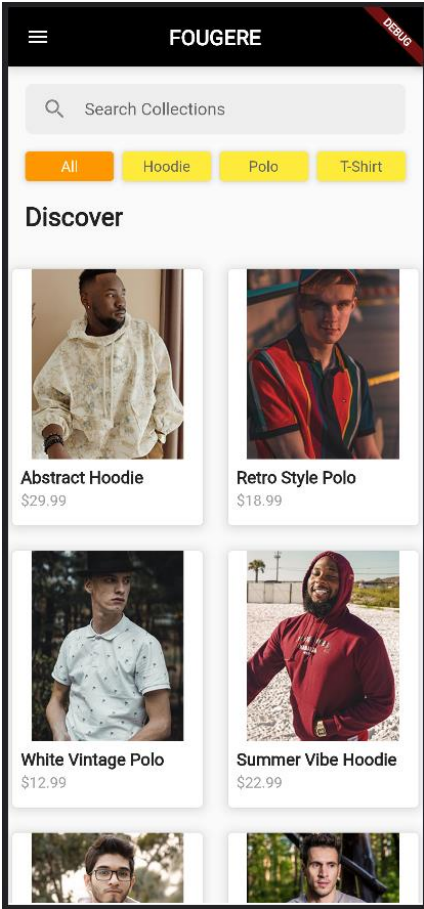 FOUGERE
DEBUG
Search Collections
All
Hoodie
Polo
T-Shirt
Discover
Abstract Hoodie
$29.99
Retro Style Polo
$18.99
White Vintage Polo
$12.99
Summer Vibe Hoodie
$22.99